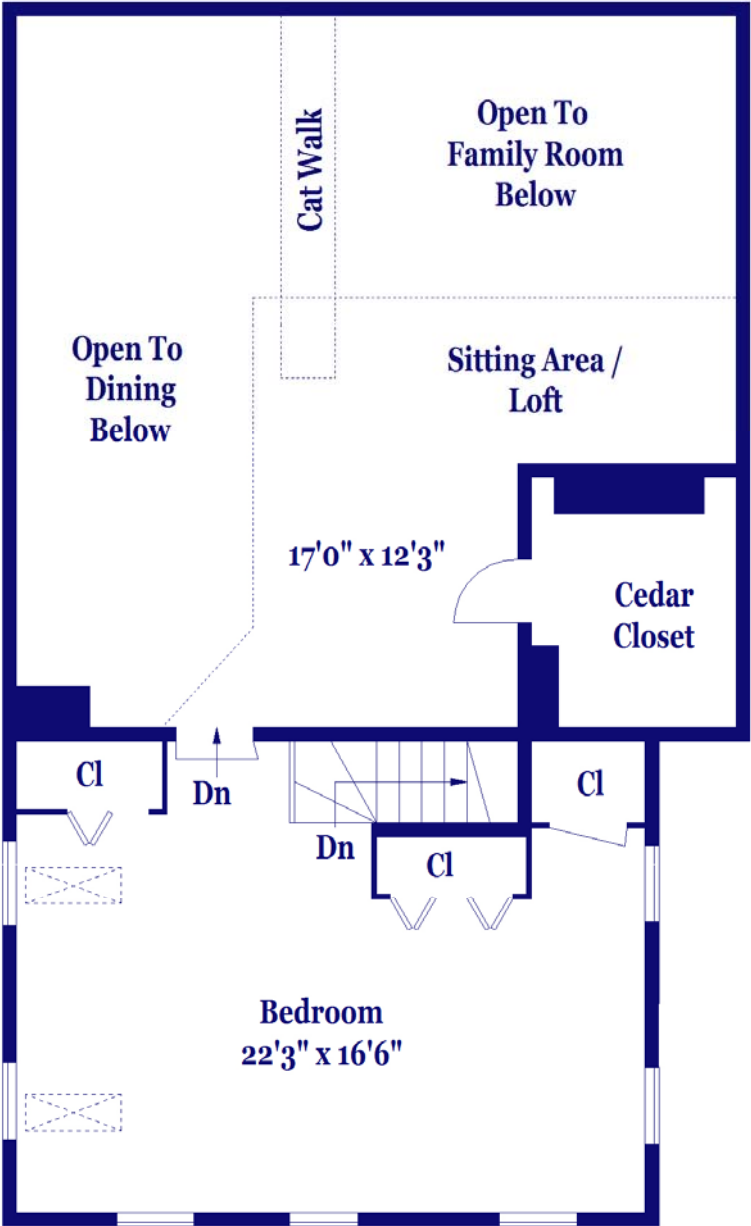 Open To
Family Room
Below
Cat Walk
Open To
Dining
Below
Sitting Area /
Loft
17'0" x 12'3"
Cedar
Closet
Cl
Dn
Cl
Dn
Cl
Bedroom
22'3" x 16'6"